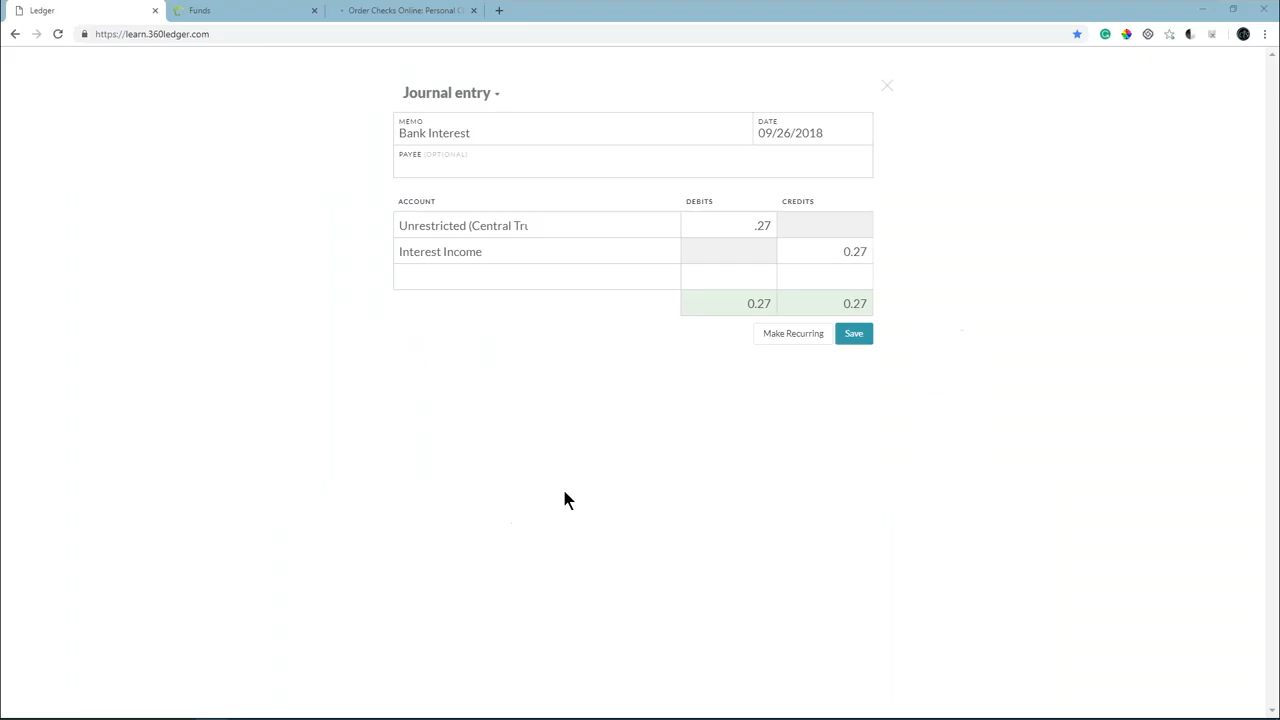 Ledger
Funds
Order Checks Online: Personal C
https://learn.360ledger.com
Journal entry
MEMO
Bank Interest
DATE
09/26/2018
PAYEE (OPTIONAL)
ACCOUNT DEBITS CREDITS
Unrestricted (Central Tru .27
Interest Income 0.27
0.27 0.27
Make Recurring Save